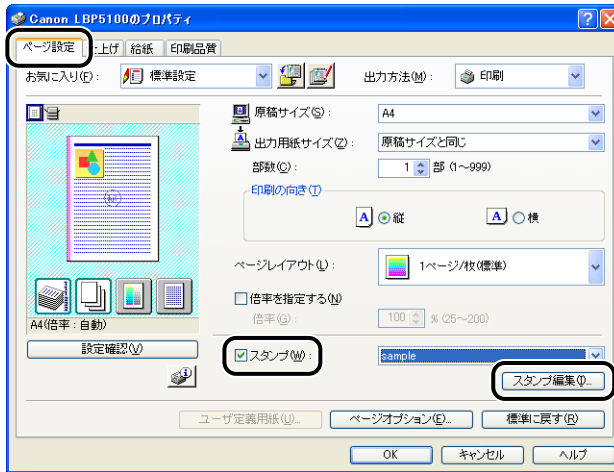 Canon LBP5100のプロパティ
ページ設定 上げ 給紙 印刷品質
お気に入り(F): 標準設定 出力方法(M): 印刷
原稿サイズ(S): A4
出力用紙サイズ(Z): 原稿サイズと同じ
部数(C): 1 部 (1~999)
印刷の向き(T)
A 縦 A 横
ページレイアウト(L): 1ページ/枚(標準)
倍率を指定する(N)
倍率(G): 100 % (25~200)
A4(倍率:自動)
設定確認(V)
スタンプ(W): sample
スタンプ編集(I)...
ユーザ定義用紙(U)... ページオプション(E)... 標準に戻す(R)
OK キャンセル ヘルプ